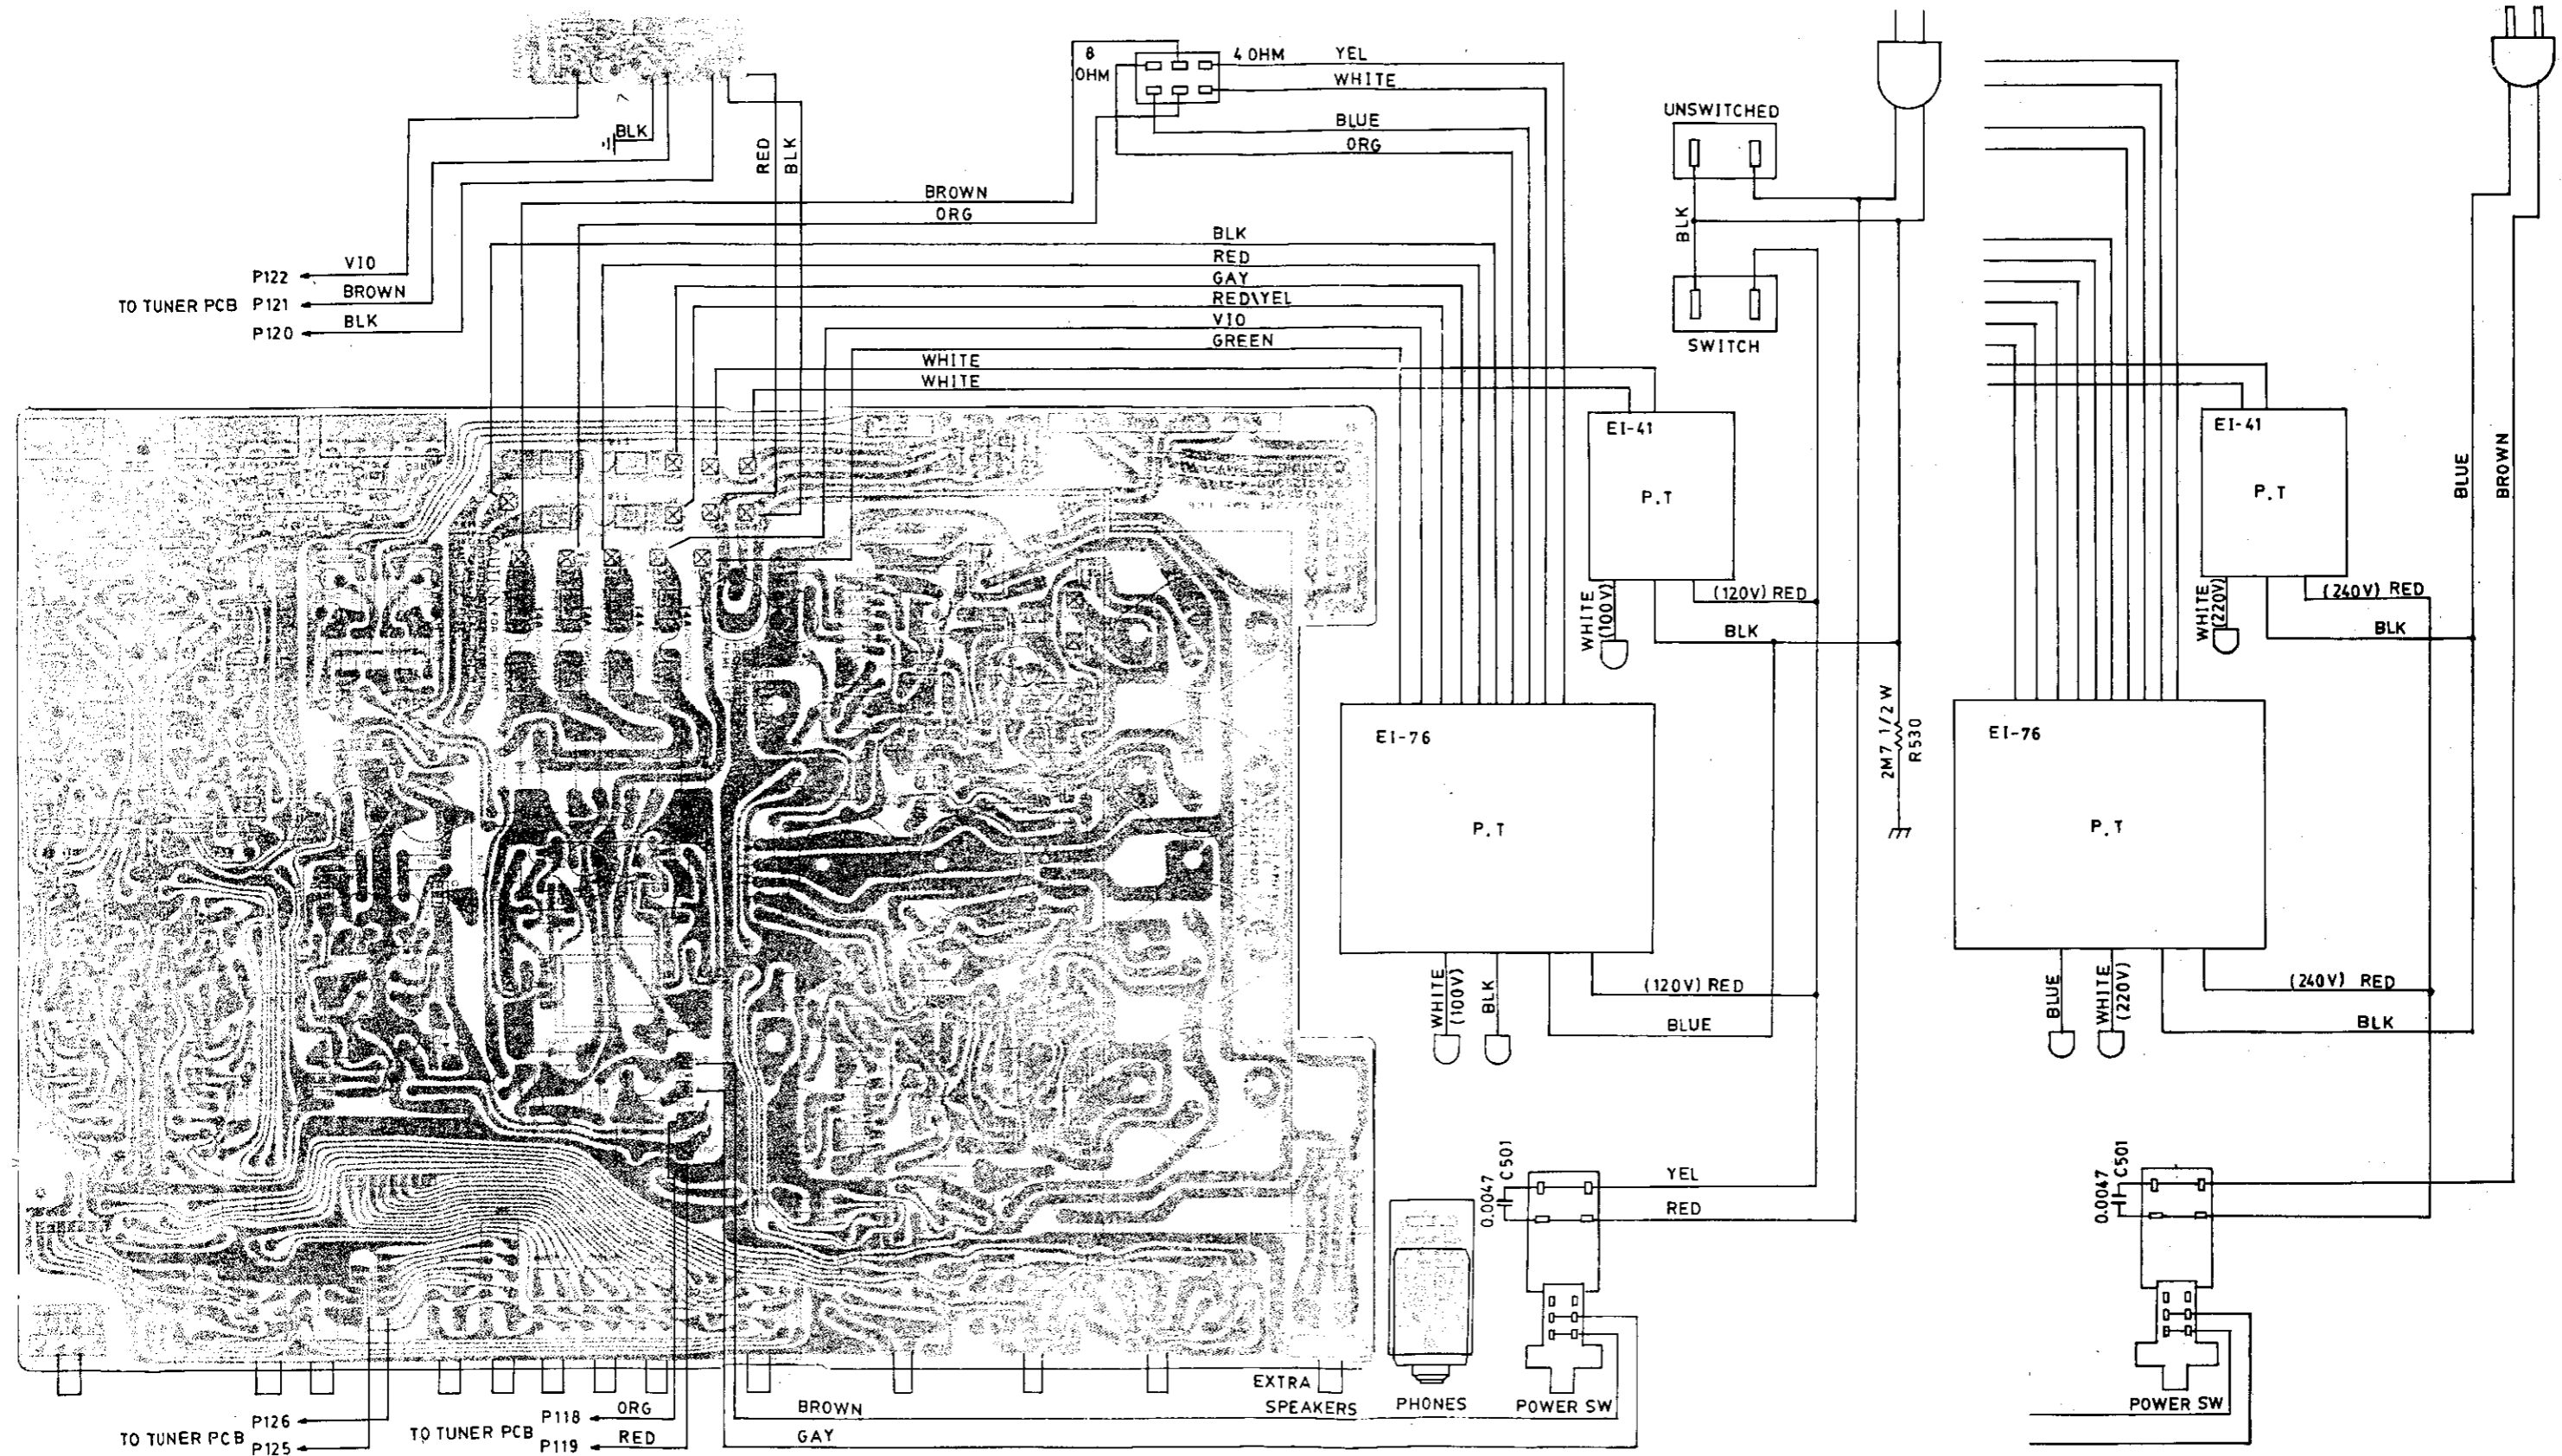 8
OHM
4 OHM
YEL
WHITE
BLUE
ORG
BLK
RED
BLK
BROWN
ORG
BLK
RED
GAY
RED\YEL
VIO
GREEN
WHITE
WHITE
VIO
P122
TO TUNER PCB P121
BROWN
P120
BLK
UNSWITCHED
BLK
SWITCH
EI-41
P.T
WHITE
(100V)
(120V) RED
BLK
2M7 1/2 W
R530
EI-76
P.T
WHITE
(100V)
BLK
(120V) RED
BLUE
0.0047
C501
YEL
RED
EXTRA
SPEAKERS
PHONES
POWER SW
BROWN
GAY
P126
TO TUNER PCB
P125
P118
ORG
TO TUNER PCB
P119
RED
EI-41
P.T
BLUE
BROWN
WHITE
(220V)
(240V) RED
BLK
EI-76
P.T
BLUE
WHITE
(220V)
(240V) RED
BLK
0.0047
C501
POWER SW